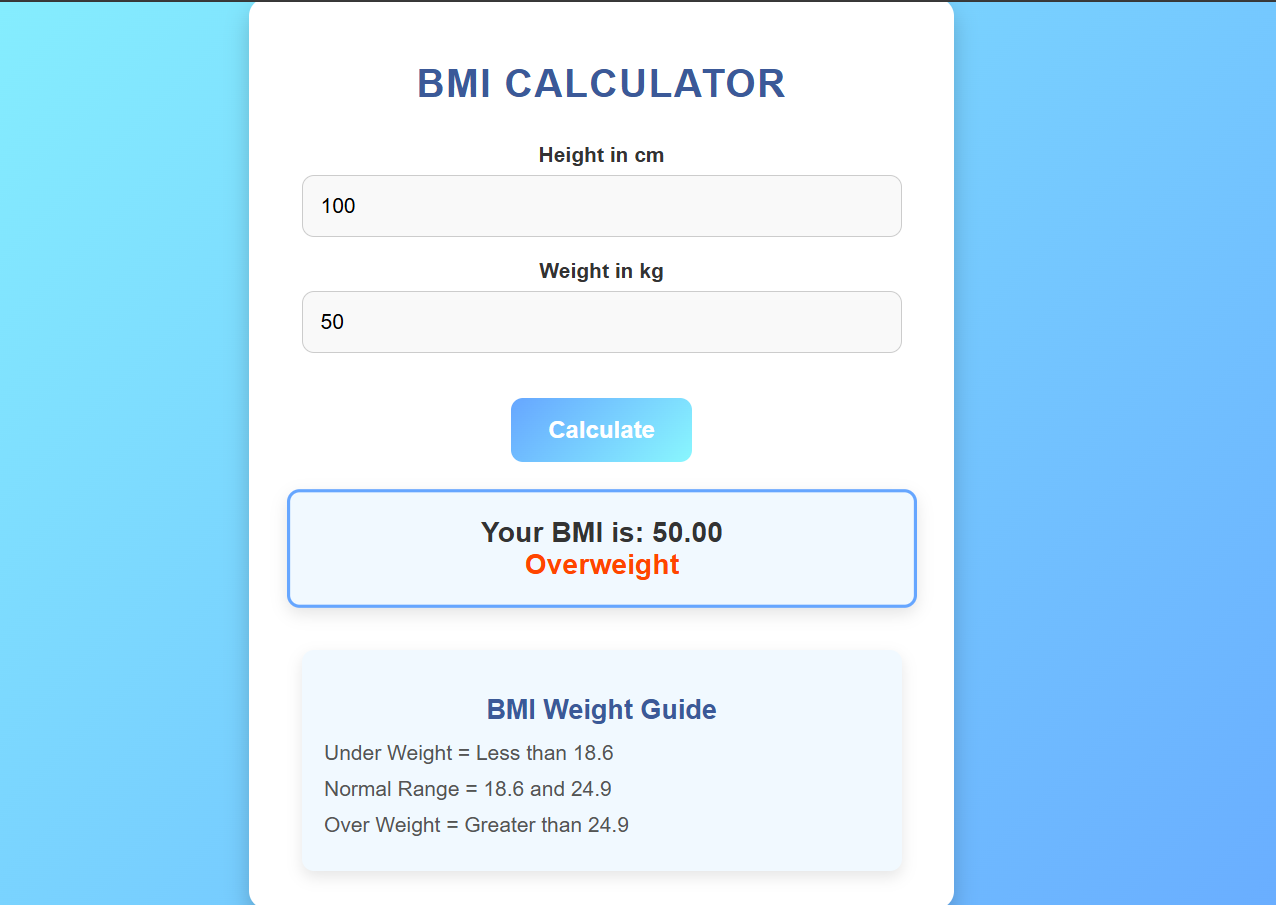 BMI CALCULATOR
Height in cm
100
Weight in kg
50
Calculate
Your BMI is: 50.00
Overweight
BMI Weight Guide
Under Weight = Less than 18.6
Normal Range = 18.6 and 24.9
Over Weight = Greater than 24.9